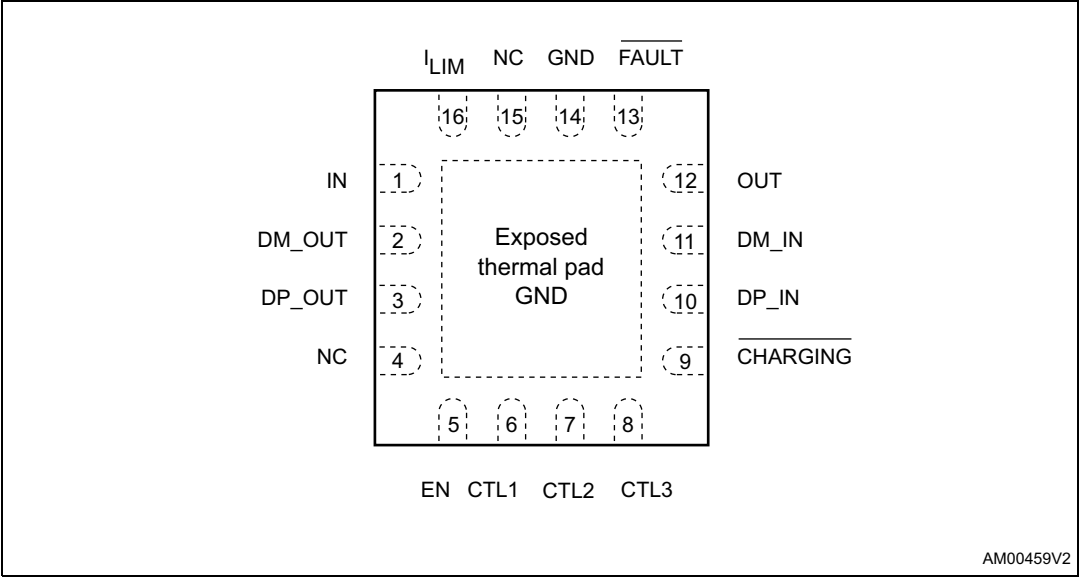 I_LIM NC GND FAULT
16 15 14 13
IN 1 12 OUT
DM_OUT 2 Exposed 11 DM_IN
thermal pad
DP_OUT 3 GND 10 DP_IN
NC 4 9 CHARGING
5 6 7 8
EN CTL1 CTL2 CTL3
AM00459V2